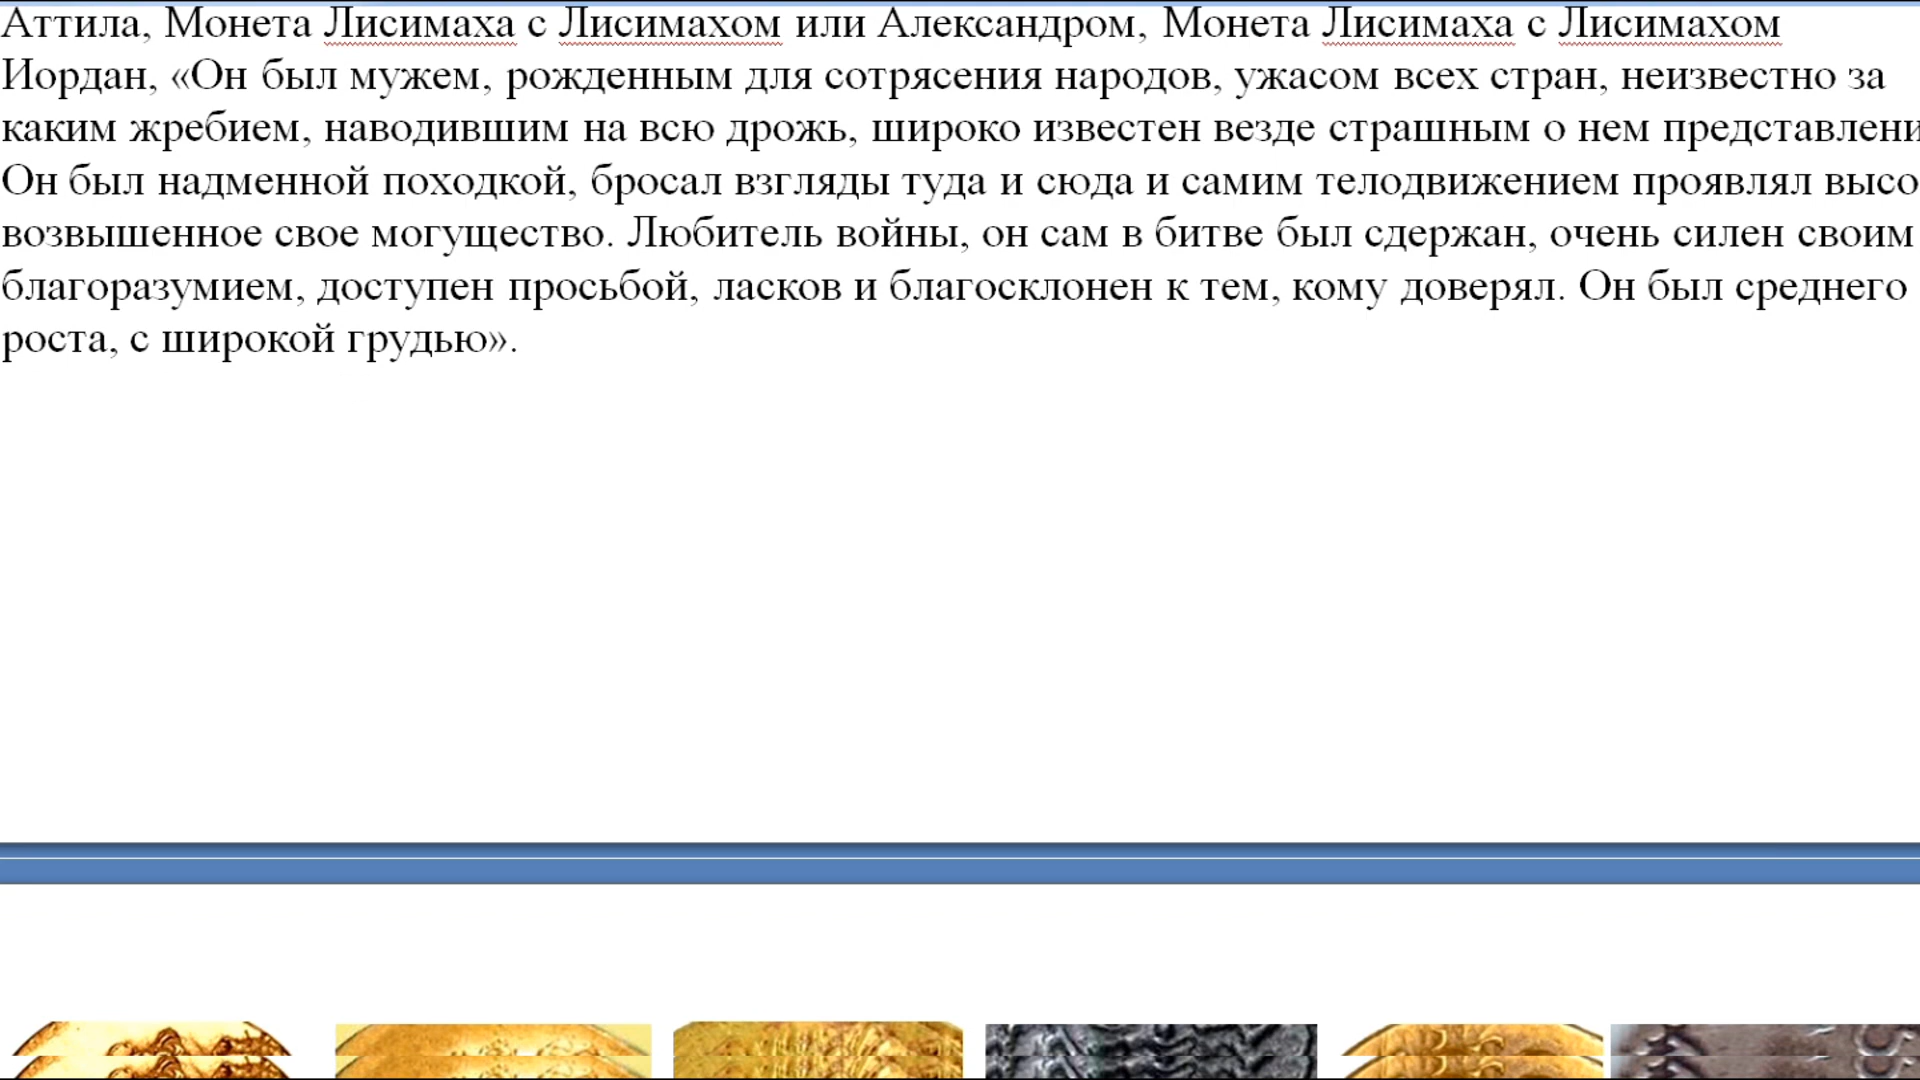 Аттила, Монета Лисимаха с Лисимахом или Александром, Монета Лисимаха с Лисимахом
Иордан, «Он был мужем, рожденным для сотрясения народов, ужасом всех стран, неизвестно за
каким жребием, наводившим на всю дрожь, широко известен везде страшным о нем представлени
Он был надменной походкой, бросал взгляды туда и сюда и самим телодвижением проявлял высо
возвышенное свое могущество. Любитель войны, он сам в битве был сдержан, очень силен своим
благоразумием, доступен просьбой, ласков и благосклонен к тем, кому доверял. Он был среднего
роста, с широкой грудью».